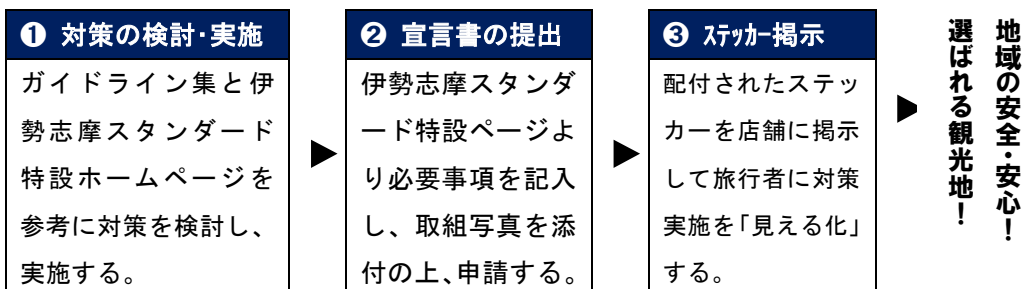 ❶ 対策の検討･実施
ガイドライン集と伊
勢志摩スタンダード
特設ホームページを
参考に対策を検討し、
実施する。
❷ 宣言書の提出
伊勢志摩スタンダ
ード特設ページよ
り必要事項を記入
し、取組写真を添
付の上､申請する。
❸ ｽﾃｯｶｰ掲示
配付されたステッ
カーを店舗に掲示
して旅行者に対策
実施を｢見える化｣
する。
地域の安全･安心！
選ばれる観光地！